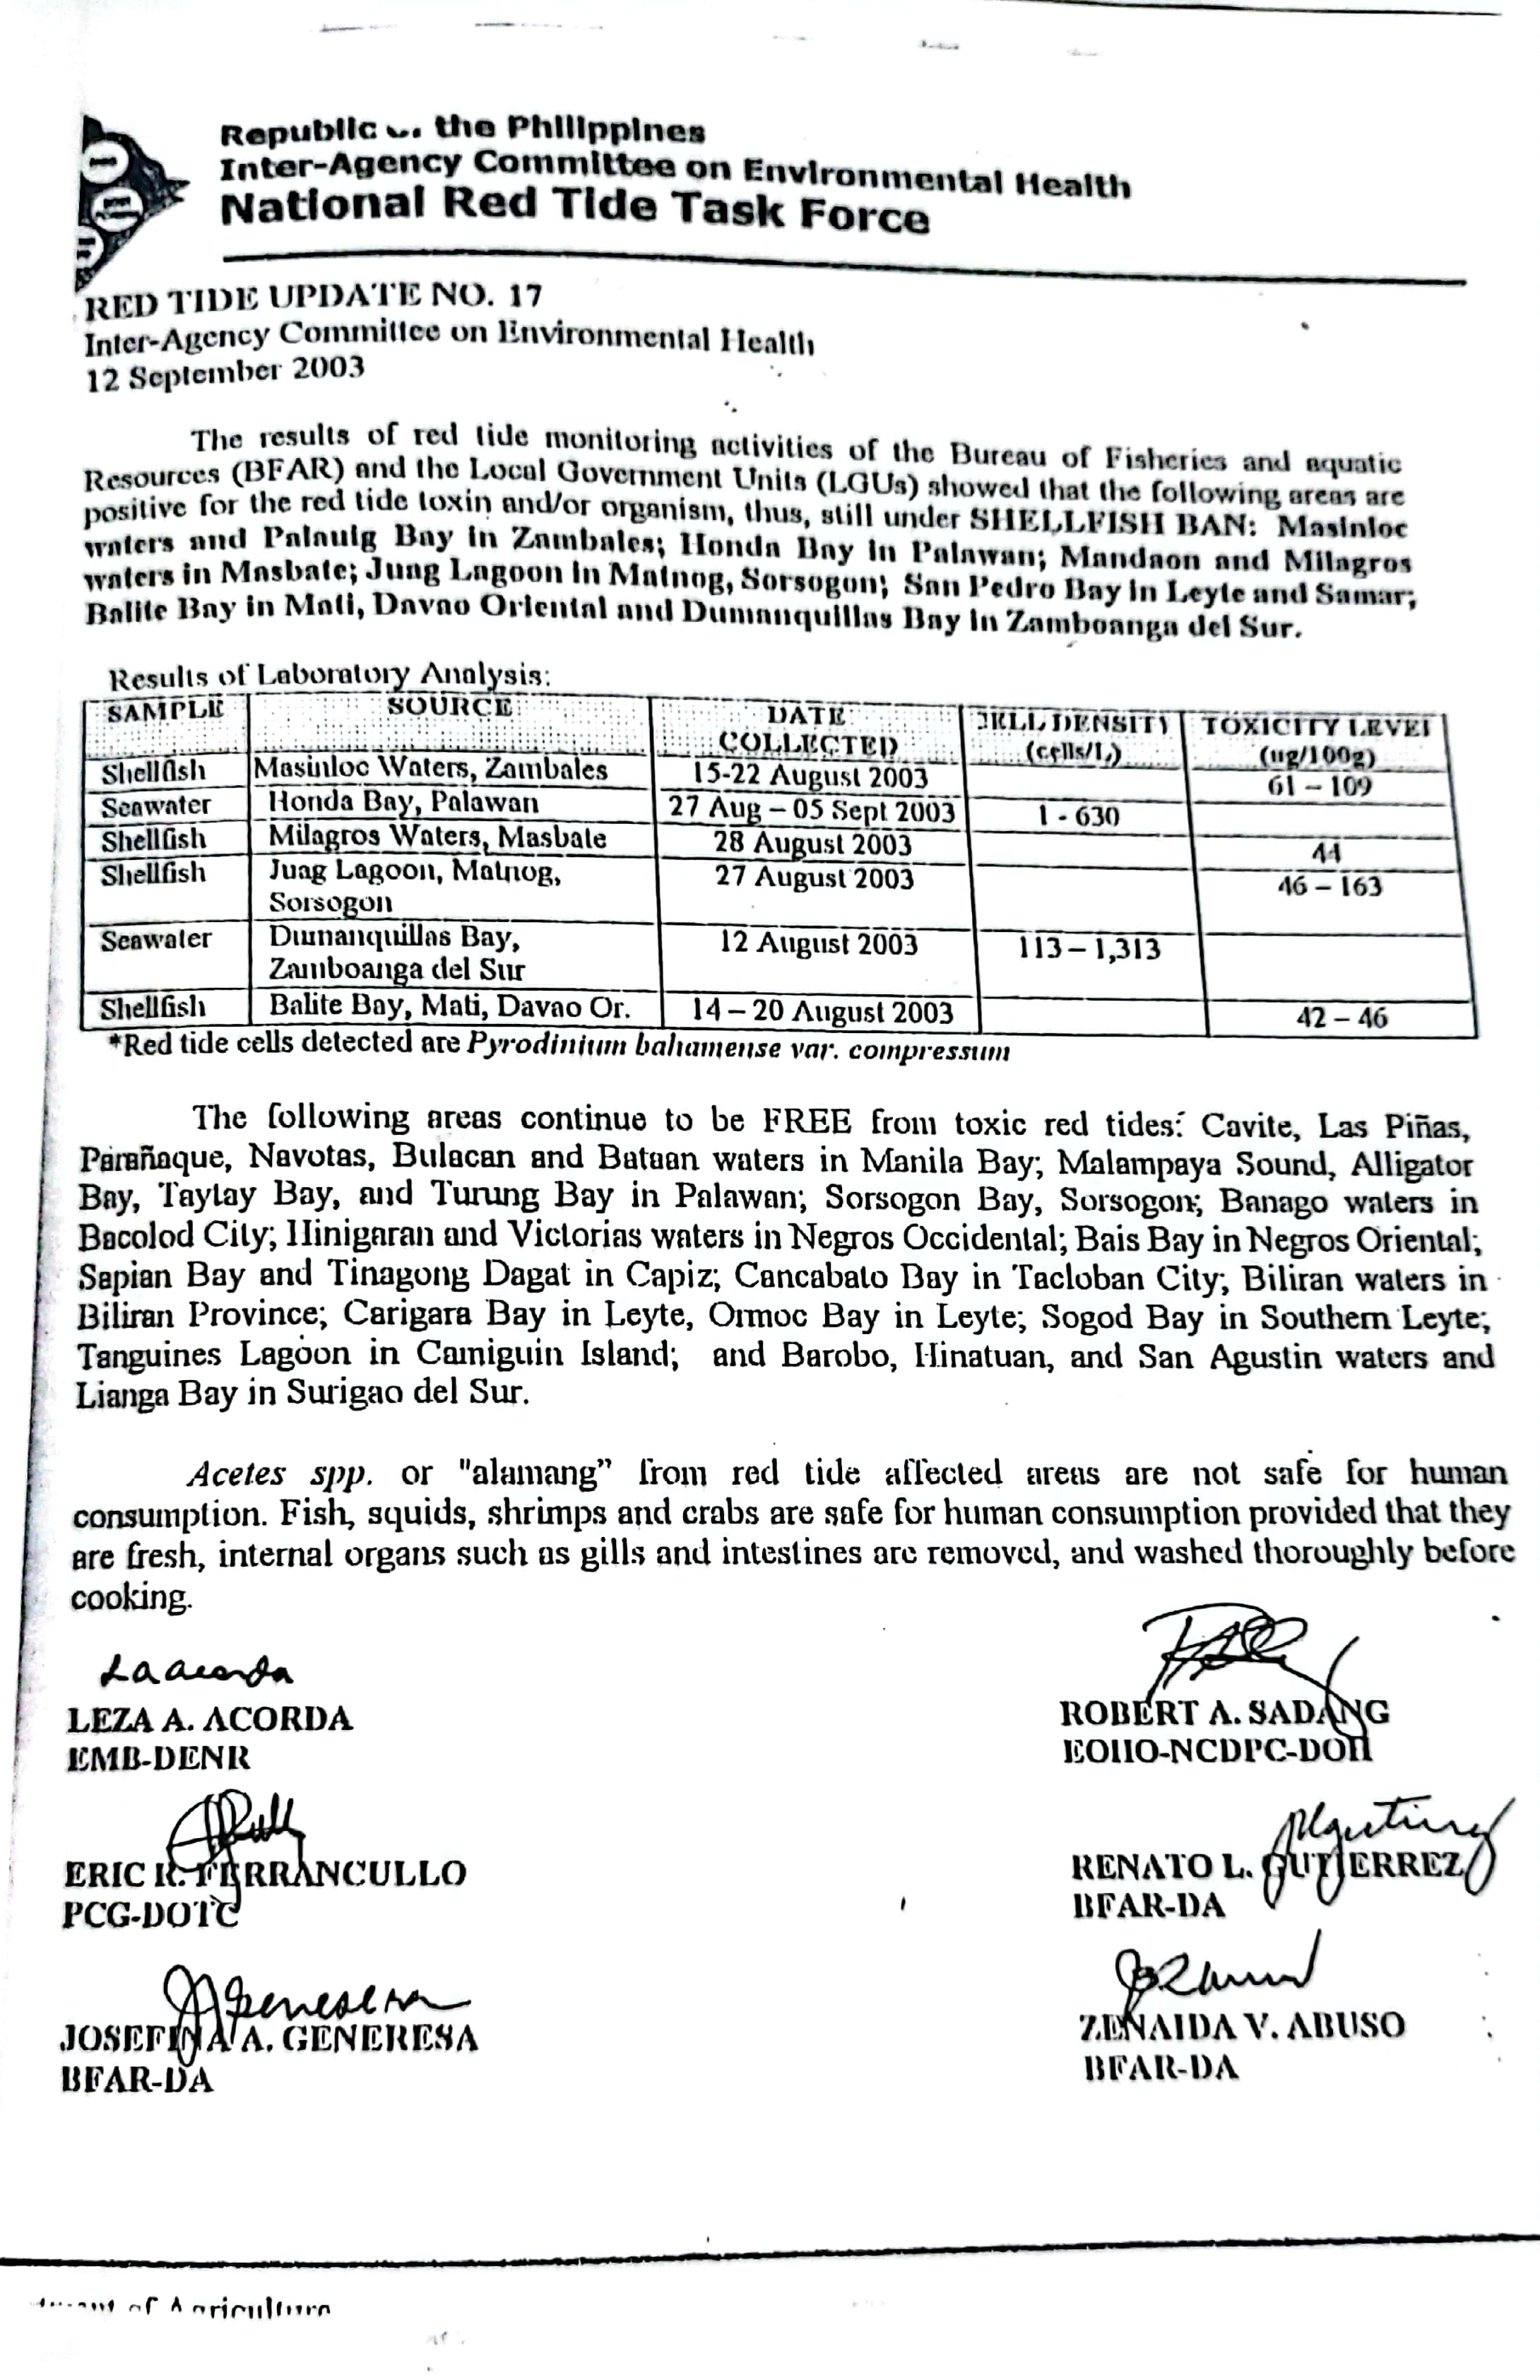 Republic the Philippines
Inter-Agency Committee on Environmental Health
National Red Tide Task Force
RED TIDE UPDATE NO. 17
Inter-Agency Committee on Environmental Health
12 September 2003
The results of red tide monitoring activities of the Bureau of Fisheries and aquatic
Resources (BFAR) and the Local Government Units (LGUs) showed that the following areas are
positive for the red tide toxin and/or organism, thus, still under SHELLFISH BAN: Masinloc
waters and Palauig Bay in Zambales; Honda Bay in Palawan; Mandaon and Milagros
waters in Masbate; Juag Lagoon in Matnog, Sorsogon; San Pedro Bay in Leyte and Samar;
Balite Bay in Mati, Davao Oriental and Dumanquillas Bay in Zamboanga del Sur.
Results of Laboratory Analysis:
SAMPLE SOURCE DATE COLLECTED CELL DENSITY (cells/L) TOXICITY LEVEL (ug/100g)
Shellfish Masinloc Waters, Zambales 15-22 August 2003 61 – 109
Seawater Honda Bay, Palawan 27 Aug – 05 Sept 2003 1 - 630
Shellfish Milagros Waters, Masbate 28 August 2003 44
Shellfish Juag Lagoon, Matnog, 27 August 2003 46 – 163
Sorsogon
Seawater Dumanquillas Bay, 12 August 2003 113 – 1,313
Zamboanga del Sur
Shellfish Balite Bay, Mati, Davao Or. 14 – 20 August 2003 42 – 46
*Red tide cells detected are Pyrodinium bahamense var. compressum
The following areas continue to be FREE from toxic red tides: Cavite, Las Piñas,
Parañaque, Navotas, Bulacan and Bataan waters in Manila Bay; Malampaya Sound, Alligator
Bay, Taytay Bay, and Turung Bay in Palawan; Sorsogon Bay, Sorsogon; Banago waters in
Bacolod City; Hinigaran and Victorias waters in Negros Occidental; Bais Bay in Negros Oriental;
Sapian Bay and Tinagong Dagat in Capiz; Cancabato Bay in Tacloban City; Biliran waters in
Biliran Province; Carigara Bay in Leyte, Ormoc Bay in Leyte; Sogod Bay in Southern Leyte;
Tanguines Lagoon in Camiguin Island; and Barobo, Hinatuan, and San Agustin waters and
Lianga Bay in Surigao del Sur.
Acetes spp. or "alamang" from red tide affected areas are not safe for human
consumption. Fish, squids, shrimps and crabs are safe for human consumption provided that they
are fresh, internal organs such as gills and intestines are removed, and washed thoroughly before
cooking.
LEZA A. ACORDA
EMB-DENR
ROBERT A. SADANG
EOHO-NCDPC-DOH
ERIC R. FERRANCULLO
PCG-DOTC
RENATO L. GUTIERREZ
BFAR-DA
JOSEFINA A. GENERESA
BFAR-DA
ZENAIDA V. ABUSO
BFAR-DA
of Agriculture